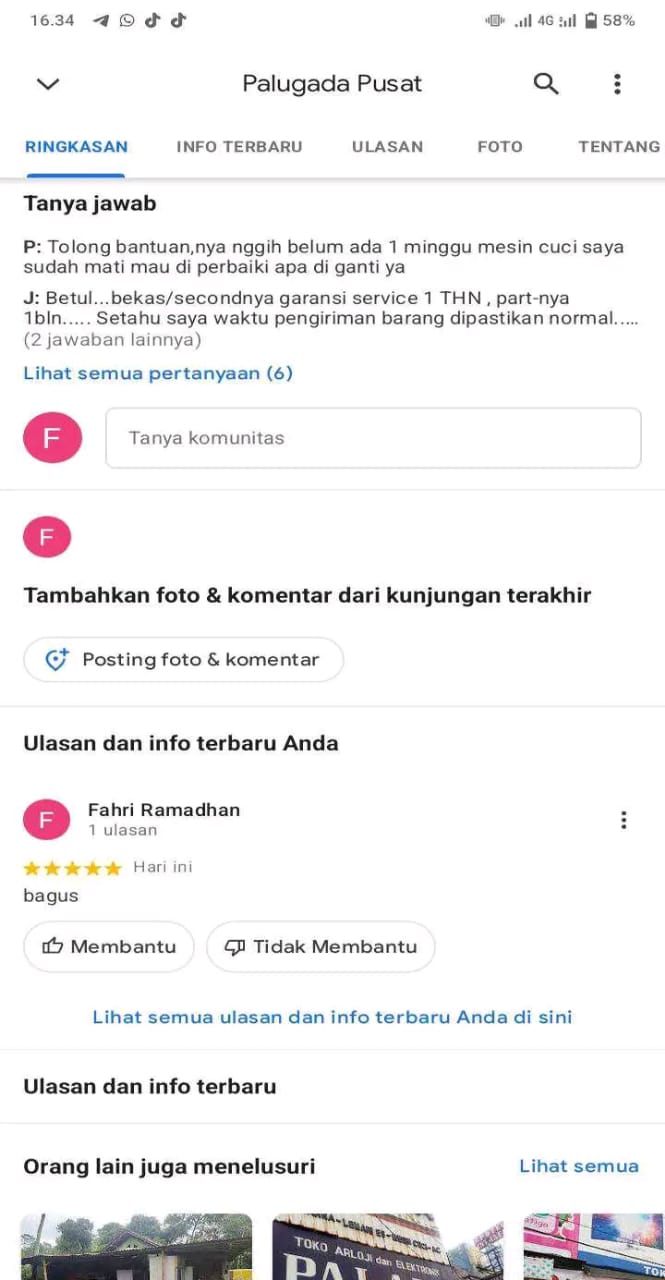 16.34
4G
58%
Palugada Pusat
RINGKASAN INFO TERBARU ULASAN FOTO TENTANG
Tanya jawab
P: Tolong bantuan,nya nggih belum ada 1 minggu mesin cuci saya
sudah mati mau di perbaiki apa di ganti ya
J: Betul...bekas/secondnya garansi service 1 THN , part-nya
1bln..... Setahu saya waktu pengiriman barang dipastikan normal.....
(2 jawaban lainnya)
Lihat semua pertanyaan (6)
F
Tanya komunitas
F
Tambahkan foto & komentar dari kunjungan terakhir
Posting foto & komentar
Ulasan dan info terbaru Anda
F
Fahri Ramadhan
1 ulasan
Hari ini
bagus
Membantu
Tidak Membantu
Lihat semua ulasan dan info terbaru Anda di sini
Ulasan dan info terbaru
Orang lain juga menelusuri
Lihat semua
TOKO ARLOJI dan ELEKTRONIK